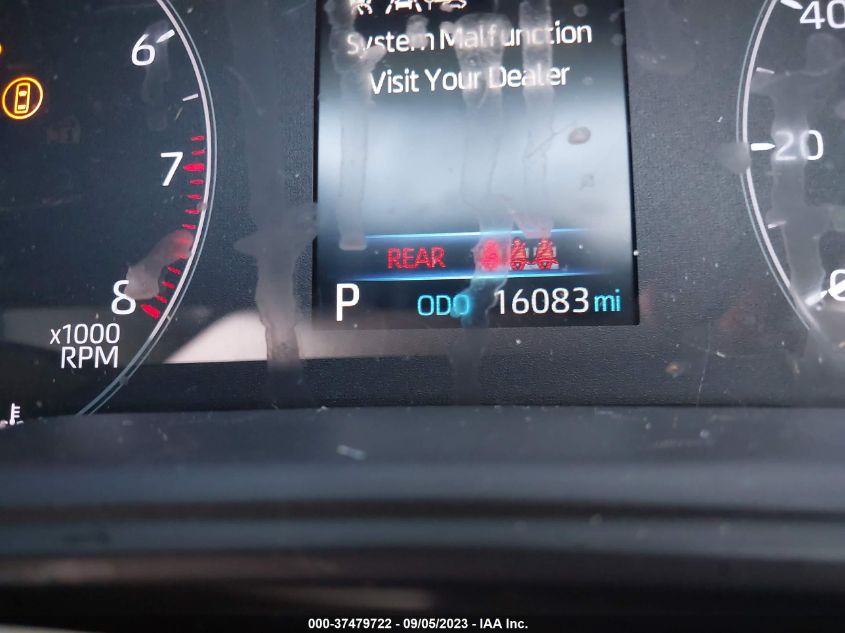 System Malfunction
Visit Your Dealer
6
7
8
x1000
RPM
REAR
P ODO 16083 mi
40
20
0
000-37479722 - 09/05/2023 - IAA Inc.